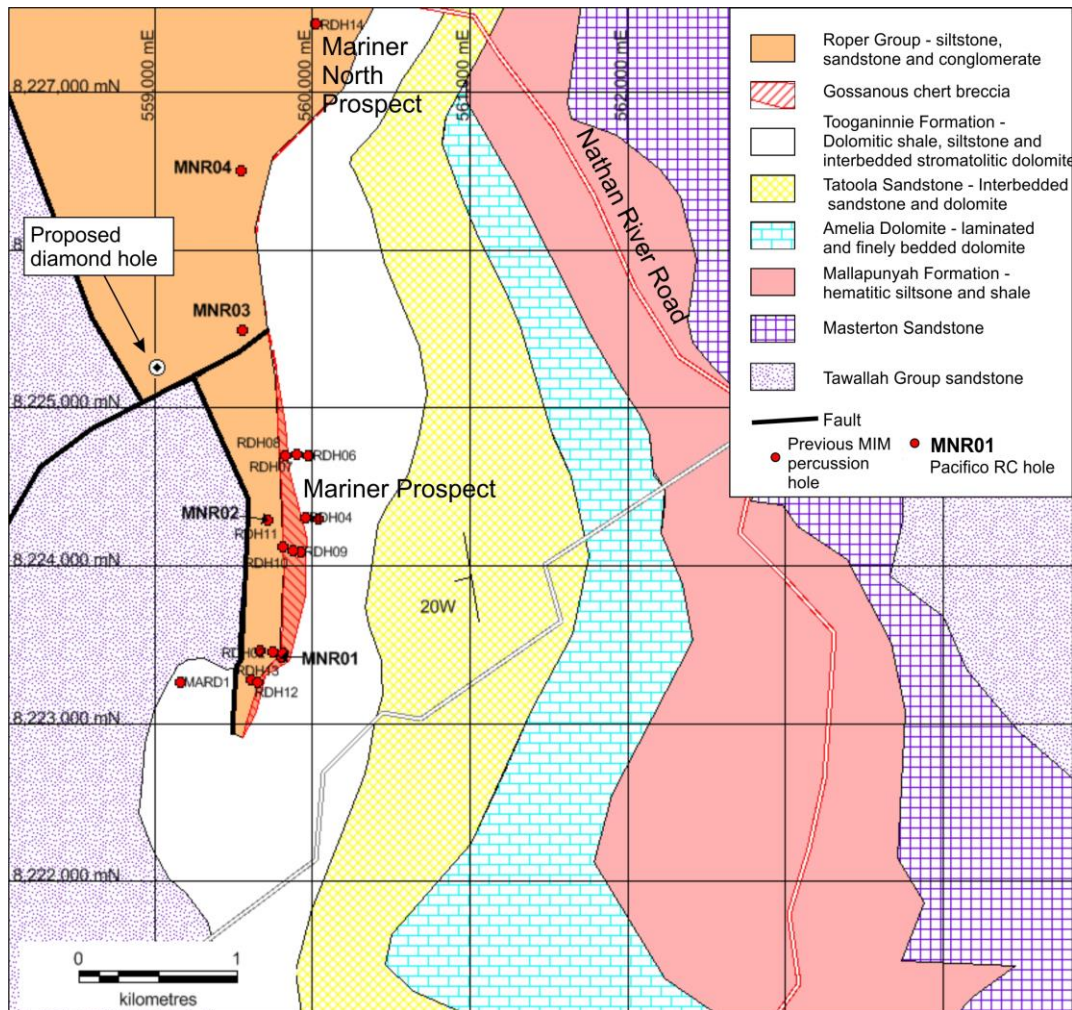 559,000 mE
560,000 mE
561,000 mE
562,000 mE
RDH14
Mariner
North
Prospect
8,227,000 mN
MNR04
Nathan River Road
Proposed
diamond hole
MNR03
8,225,000 mN
RDH08
RDH07
RDH06
Mariner Prospect
MNR02
RDH11
RDH04
RDH10
RDH09
8,224,000 mN
20W
RDH02
MNR01
RDH13
MARD1
RDH12
8,223,000 mN
8,222,000 mN
0
1
kilometres
Roper Group - siltstone,
sandstone and conglomerate
Gossanous chert breccia
Tooganinnie Formation -
Dolomitic shale, siltstone and
interbedded stromatolitic dolomite
Tatoola Sandstone - Interbedded
sandstone and dolomite
Amelia Dolomite - laminated
and finely bedded dolomite
Mallapunyah Formation -
hematitic siltsone and shale
Masterton Sandstone
Tawallah Group sandstone
Fault
Previous MIM
percussion
hole
MNR01
Pacifico RC hole